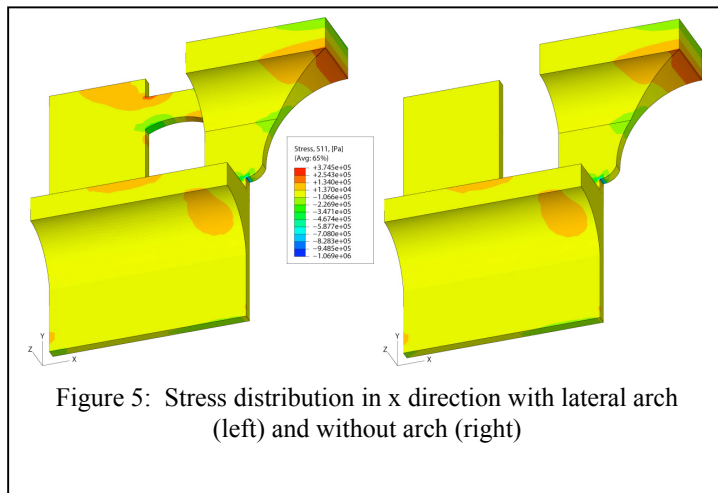 Stress, S11, [Pa]
(Avg: 65%)
+3.745e+05
+2.543e+05
+1.340e+05
+1.370e+04
−1.066e+05
−2.269e+05
−3.471e+05
−4.674e+05
−5.877e+05
−7.080e+05
−8.283e+05
−9.485e+05
−1.069e+06
Y
Z
X
Y
Z
X
Figure 5: Stress distribution in x direction with lateral arch
(left) and without arch (right)